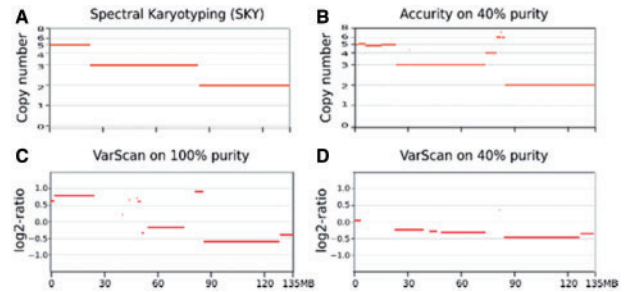 A Spectral Karyotyping (SKY)
Copy number
8
6
5
4
3
2
1
0
B Accurity on 40% purity
Copy number
8
6
5
4
3
2
1
0
C VarScan on 100% purity
log2-ratio
1.0
0.5
0.0
−0.5
−1.0
0 30 60 90 120 135MB
D VarScan on 40% purity
log2-ratio
1.0
0.5
0.0
−0.5
−1.0
0 30 60 90 120 135MB